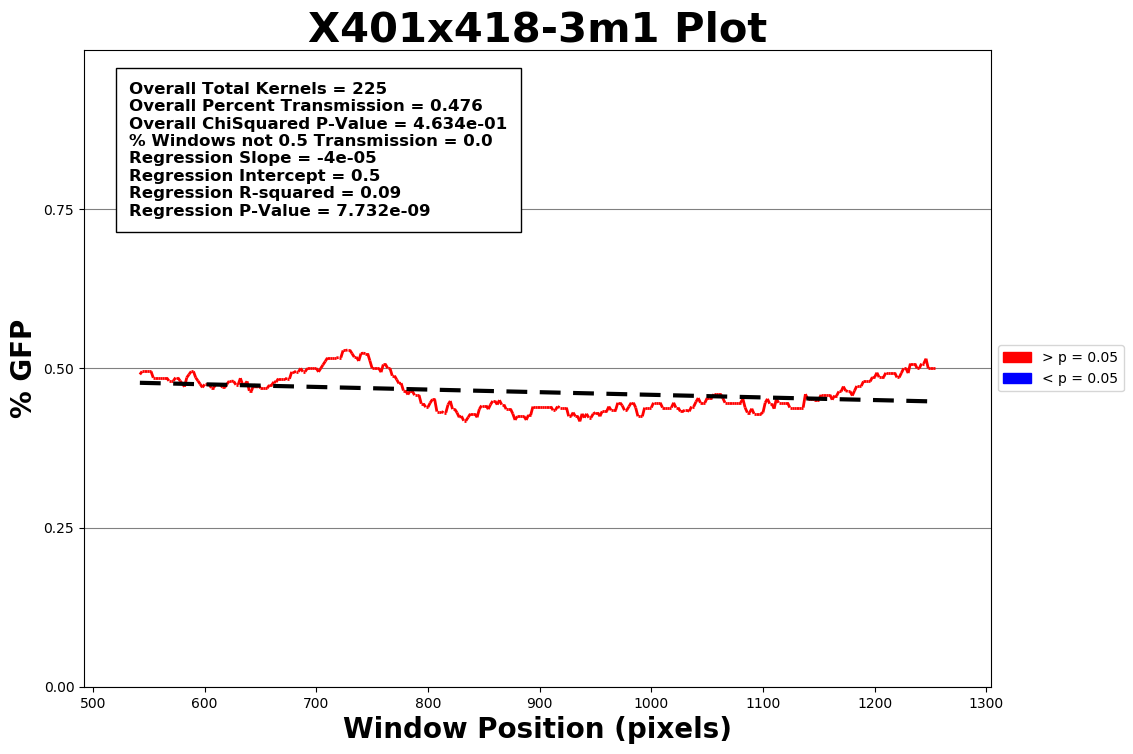 X401x418-3m1 Plot
Overall Total Kernels = 225
Overall Percent Transmission = 0.476
Overall ChiSquared P-Value = 4.634e-01
% Windows not 0.5 Transmission = 0.0
Regression Slope = -4e-05
Regression Intercept = 0.5
Regression R-squared = 0.09
Regression P-Value = 7.732e-09
% GFP
0.75
0.50
0.25
0.00
> p = 0.05
< p = 0.05
500 600 700 800 900 1000 1100 1200 1300
Window Position (pixels)